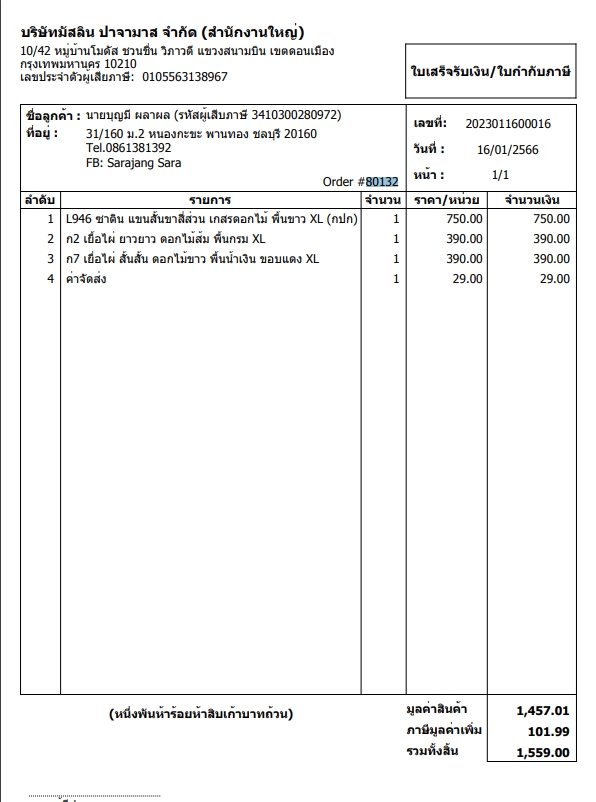 บริษัทมัสลิน ปาจามาส จำกัด (สำนักงานใหญ่)
10/42 หมู่บ้านโมดัส ชวนชื่น วิภาวดี แขวงสนามบิน เขตดอนเมือง
กรุงเทพมหานคร 10210
เลขประจำตัวผู้เสียภาษี: 0105563138967
ใบเสร็จรับเงิน/ใบกำกับภาษี
ชื่อลูกค้า : นายบุญมี ผลาผล (รหัสผู้เสียภาษี 3410300280972)
ที่อยู่ : 31/160 ม.2 หนองกะขะ พานทอง ชลบุรี 20160
Tel.0861381392
FB: Sarajang Sara
Order #80132
เลขที่: 2023011600016
วันที่ : 16/01/2566
หน้า : 1/1
ลำดับ รายการ จำนวน ราคา/หน่วย จำนวนเงิน
1 L946 ซาติน แขนสั้นขาสี่ส่วน เกสรดอกไม้ พื้นขาว XL (กปก) 1 750.00 750.00
2 ก2 เยื่อไผ่ ยาวยาว ดอกไม้ส้ม พื้นกรม XL 1 390.00 390.00
3 ก7 เยื่อไผ่ สั้นสั้น ดอกไม้ขาว พื้นน้ำเงิน ขอบแดง XL 1 390.00 390.00
4 ค่าจัดส่ง 1 29.00 29.00
(หนึ่งพันห้าร้อยห้าสิบเก้าบาทถ้วน)
มูลค่าสินค้า 1,457.01
ภาษีมูลค่าเพิ่ม 101.99
รวมทั้งสิ้น 1,559.00